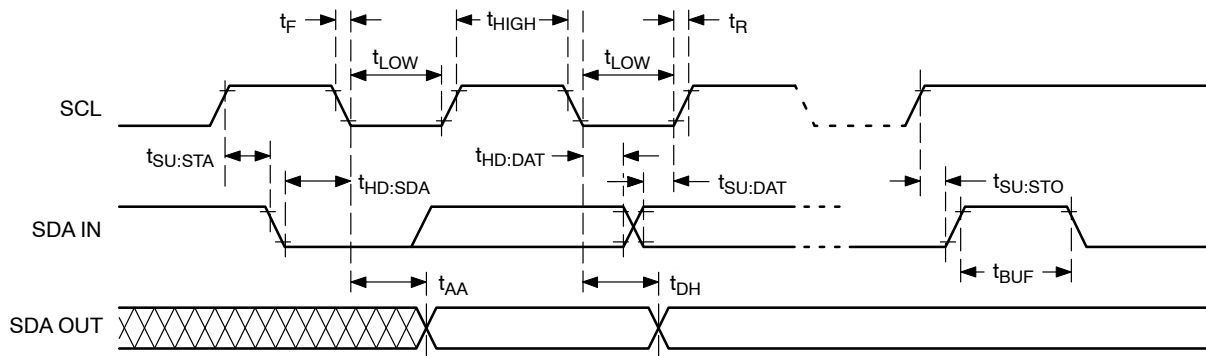 tF
tHIGH
tR
tLOW
tLOW
SCL
tSU:STA
tHD:DAT
tHD:SDA
tSU:DAT
tSU:STO
SDA IN
tAA
tDH
tBUF
SDA OUT